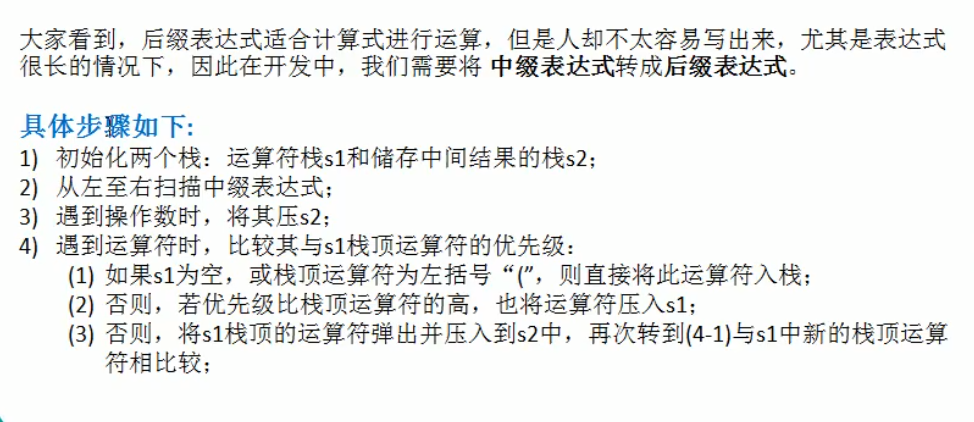 大家看到，后缀表达式适合计算式进行运算，但是人却不太容易写出来，尤其是表达式
很长的情况下，因此在开发中，我们需要将 中缀表达式转成后缀表达式。
具体步骤如下:
1) 初始化两个栈：运算符栈s1和储存中间结果的栈s2；
2) 从左至右扫描中缀表达式；
3) 遇到操作数时，将其压s2；
4) 遇到运算符时，比较其与s1栈顶运算符的优先级：
(1) 如果s1为空，或栈顶运算符为左括号“(”，则直接将此运算符入栈；
(2) 否则，若优先级比栈顶运算符的高，也将运算符压入s1；
(3) 否则，将s1栈顶的运算符弹出并压入到s2中，再次转到(4-1)与s1中新的栈顶运算
符相比较；